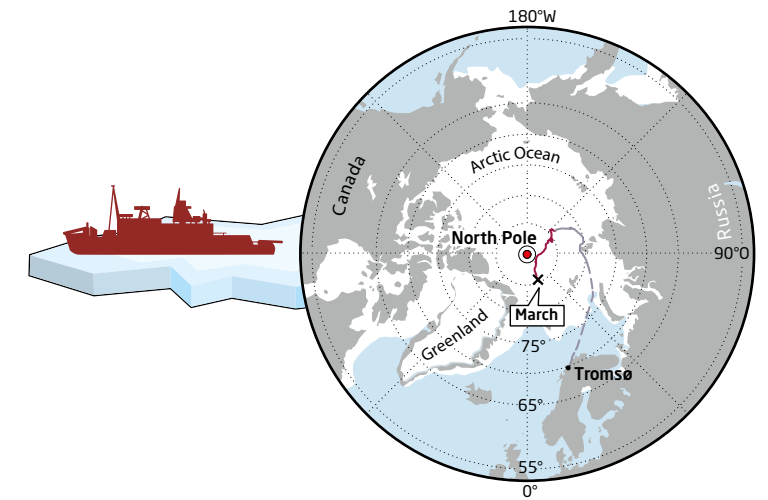 180°W
Arctic Ocean
Canada
Russia
North Pole
90°O
March
Greenland
75°
Tromsø
65°
55°
0°